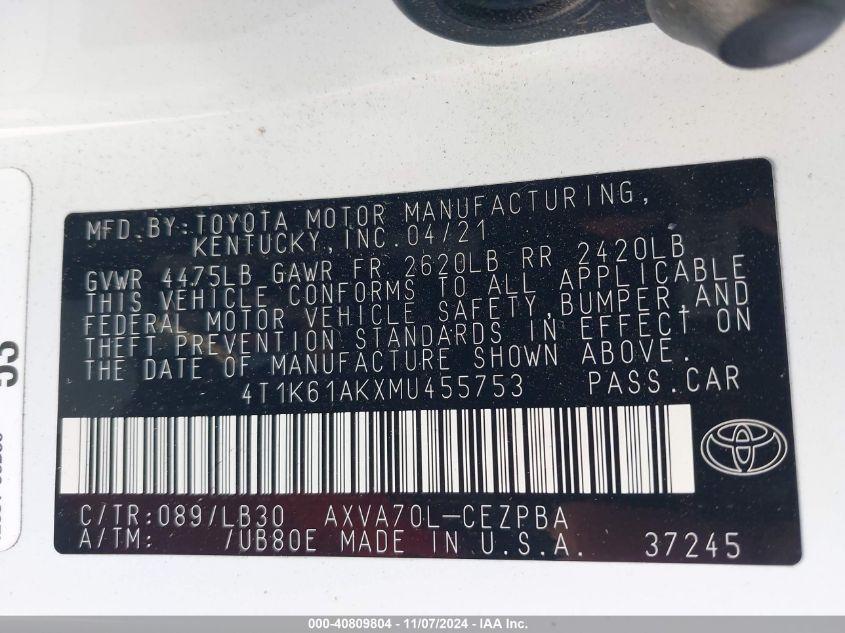 MFD.BY:TOYOTA MOTOR MANUFACTURING,
KENTUCKY, INC. 04/21
GVWR 4475LB GAWR FR 2620LB RR 2420LB
THIS VEHICLE CONFORMS TO ALL APPLICABLE
FEDERAL MOTOR VEHICLE SAFETY,BUMPER,AND
THEFT PREVENTION STANDARDS IN EFFECT ON
THE DATE OF MANUFACTURE SHOWN ABOVE.
4T1K61AKXMU455753 PASS.CAR
C/TR:089/LB30 AXVA70L-CEZPBA
A/TM: /UB80E MADE IN U.S.A. 37245
000-40809804 | 11/07/2024 - Copyright © IAA, Inc.